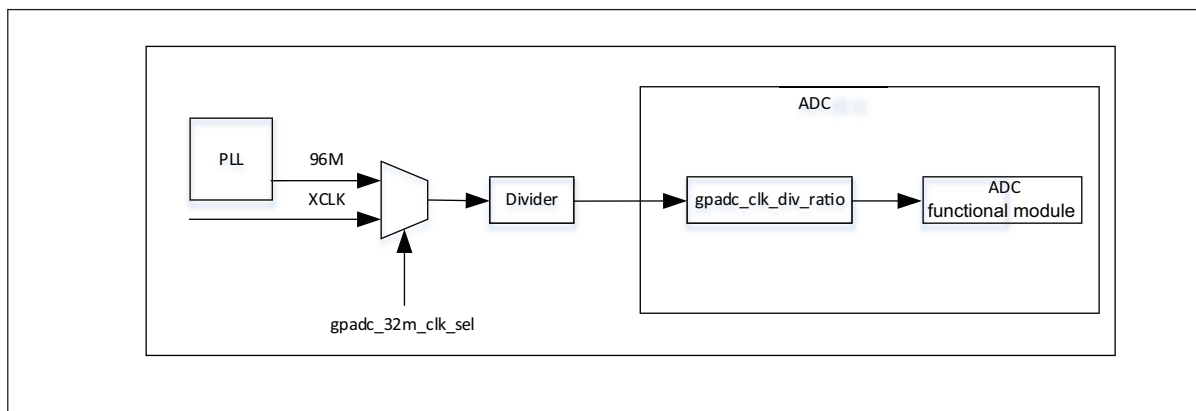 ADC
PLL
96M
XCLK
Divider
gpadc_clk_div_ratio
ADC
functional module
gpadc_32m_clk_sel